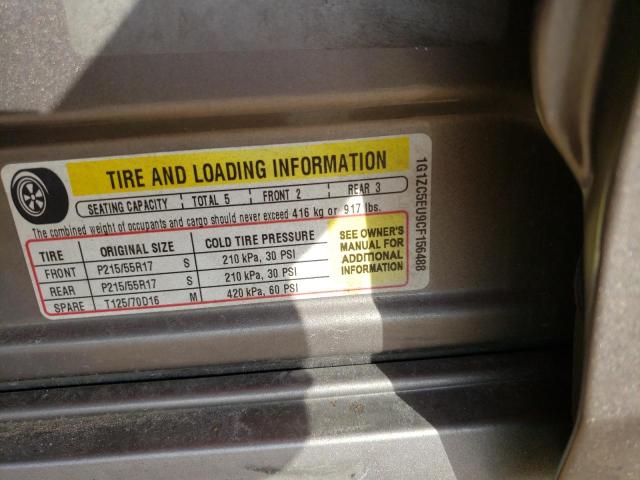 TIRE AND LOADING INFORMATION
SEATING CAPACITY TOTAL 5 FRONT 2 REAR 3
The combined weight of occupants and cargo should never exceed 416 kg or 917 lbs.
TIRE ORIGINAL SIZE COLD TIRE PRESSURE
FRONT P215/55R17 S 210 kPa, 30 PSI
REAR P215/55R17 S 210 kPa, 30 PSI
SPARE T125/70D16 M 420 kPa, 60 PSI
SEE OWNER'S
MANUAL FOR
ADDITIONAL
INFORMATION
1G1ZC5EU9CF156488